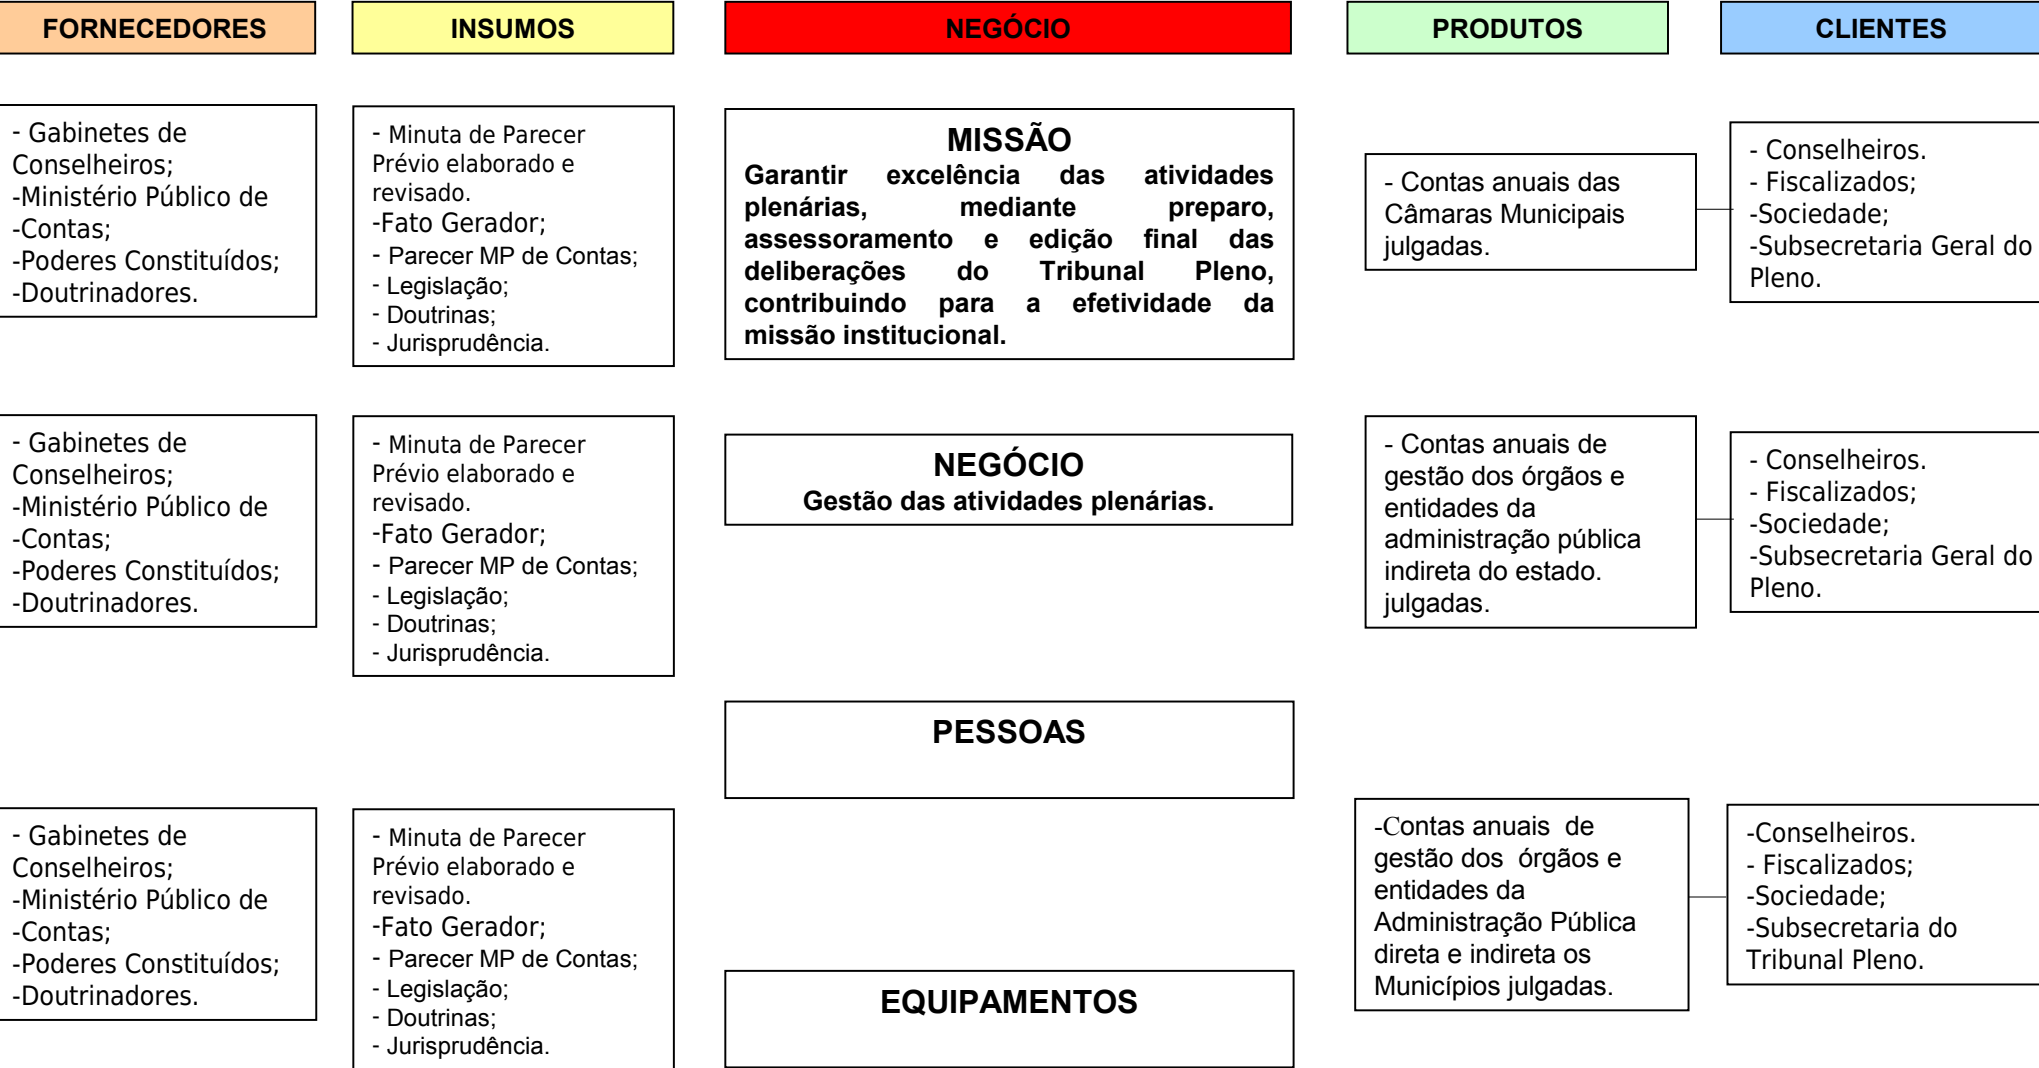 FORNECEDORES
INSUMOS
NEGÓCIO
PRODUTOS
CLIENTES
- Gabinetes de
Conselheiros;
-Ministério Público de
-Contas;
-Poderes Constituídos;
-Doutrinadores.
- Minuta de Parecer
Prévio elaborado e
revisado.
-Fato Gerador;
- Parecer MP de Contas;
- Legislação;
- Doutrinas;
- Jurisprudência.
MISSÃO
Garantir excelência das atividades
plenárias, mediante preparo,
assessoramento e edição final das
deliberações do Tribunal Pleno,
contribuindo para a efetividade da
missão institucional.
- Contas anuais das
Câmaras Municipais
julgadas.
- Conselheiros.
- Fiscalizados;
-Sociedade;
-Subsecretaria Geral do
Pleno.
- Gabinetes de
Conselheiros;
-Ministério Público de
-Contas;
-Poderes Constituídos;
-Doutrinadores.
- Minuta de Parecer
Prévio elaborado e
revisado.
-Fato Gerador;
- Parecer MP de Contas;
- Legislação;
- Doutrinas;
- Jurisprudência.
NEGÓCIO
Gestão das atividades plenárias.
- Contas anuais de
gestão dos órgãos e
entidades da
administração pública
indireta do estado.
julgadas.
- Conselheiros.
- Fiscalizados;
-Sociedade;
-Subsecretaria Geral do
Pleno.
PESSOAS
- Gabinetes de
Conselheiros;
-Ministério Público de
-Contas;
-Poderes Constituídos;
-Doutrinadores.
- Minuta de Parecer
Prévio elaborado e
revisado.
-Fato Gerador;
- Parecer MP de Contas;
- Legislação;
- Doutrinas;
- Jurisprudência.
EQUIPAMENTOS
-Contas anuais  de
gestão dos  órgãos e
entidades da
Administração Pública
direta e indireta os
Municípios julgadas.
-Conselheiros.
- Fiscalizados;
-Sociedade;
-Subsecretaria do
Tribunal Pleno.